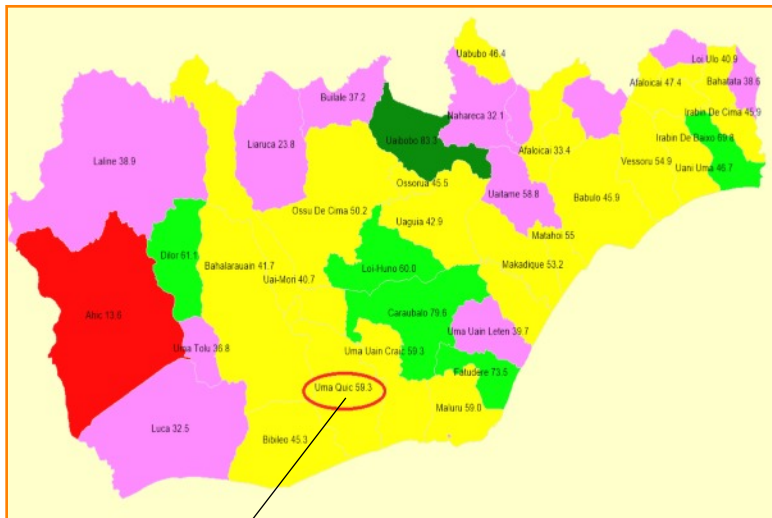 Uabubo 46.4
Loi Ulo 40.9
Afaloicai 47.4
Bahatata 38.6
Builale 37.2
Nahareca 32.1
Irabin De Cima 45.9
Uaibobo 83.3
Irabin De Baixo 69.8
Liaruca 23.8
Afaloicai 33.4
Laline 38.9
Vessoru 54.9
Uani Uma 46.7
Ossorua 45.5
Uaitame 58.8
Babulo 45.9
Ossu De Cima 50.2
Uaguia 42.9
Matahoi 55
Dilor 61.1
Bahalarauain 41.7
Makadique 53.2
Loi-Huno 60.0
Uai-Mori 40.7
Caraubalo 79.6
Ahic 13.6
Uma Uain Leten 39.7
Uma Tolu 36.8
Uma Uain Craic 59.3
Fatudere 73.5
Uma Quic 59.3
Maluru 59.0
Luca 32.5
Bibileo 45.3